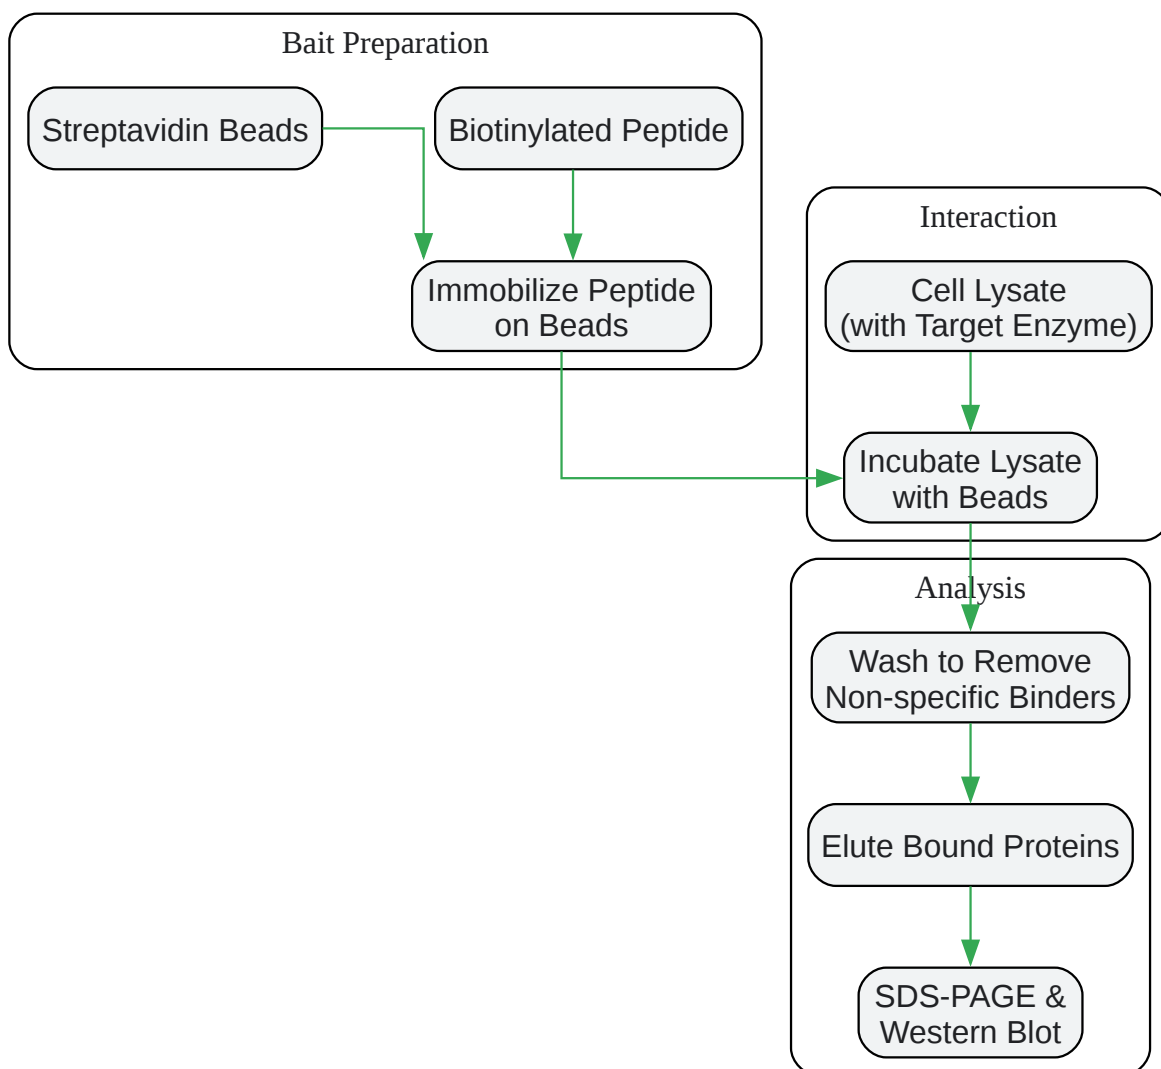 Bait Preparation
Streptavidin Beads
Biotinylated Peptide
Immobilize Peptide
on Beads
Interaction
Cell Lysate
(with Target Enzyme)
Incubate Lysate
with Beads
Analysis
Wash to Remove
Non-specific Binders
Elute Bound Proteins
SDS-PAGE &
Western Blot